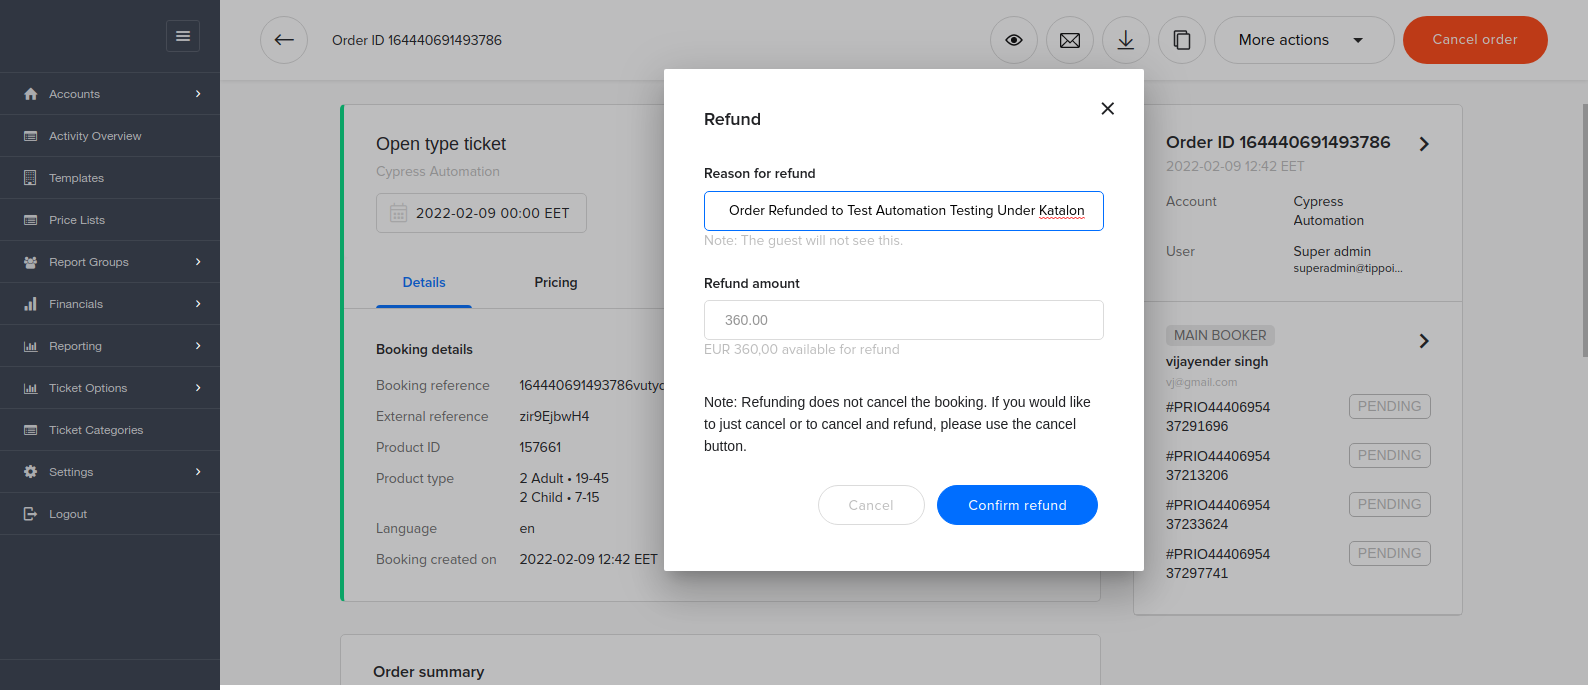 Accounts
Activity Overview
Templates
Price Lists
Report Groups
Financials
Reporting
Ticket Options
Ticket Categories
Settings
Logout
Order ID 164440691493786
More actions
Cancel order
Open type ticket
Cypress Automation
2022-02-09 00:00 EET
Details
Pricing
Booking details
Booking reference 164440691493786vutyc
External reference zir9EjbwH4
Product ID 157661
Product type 2 Adult • 19-45
2 Child • 7-15
Language en
Booking created on 2022-02-09 12:42 EET
Order summary
Refund
Reason for refund
Order Refunded to Test Automation Testing Under Katalon
Note: The guest will not see this.
Refund amount
360.00
EUR 360,00 available for refund
Note: Refunding does not cancel the booking. If you would like
to just cancel or to cancel and refund, please use the cancel
button.
Cancel
Confirm refund
Order ID 164440691493786
2022-02-09 12:42 EET
Account Cypress
Automation
User Super admin
superadmin@tippoi...
MAIN BOOKER
vijayender singh
vj@gmail.com
#PRIO44406954 PENDING
37291696
#PRIO44406954 PENDING
37213206
#PRIO44406954 PENDING
37233624
#PRIO44406954 PENDING
37297741